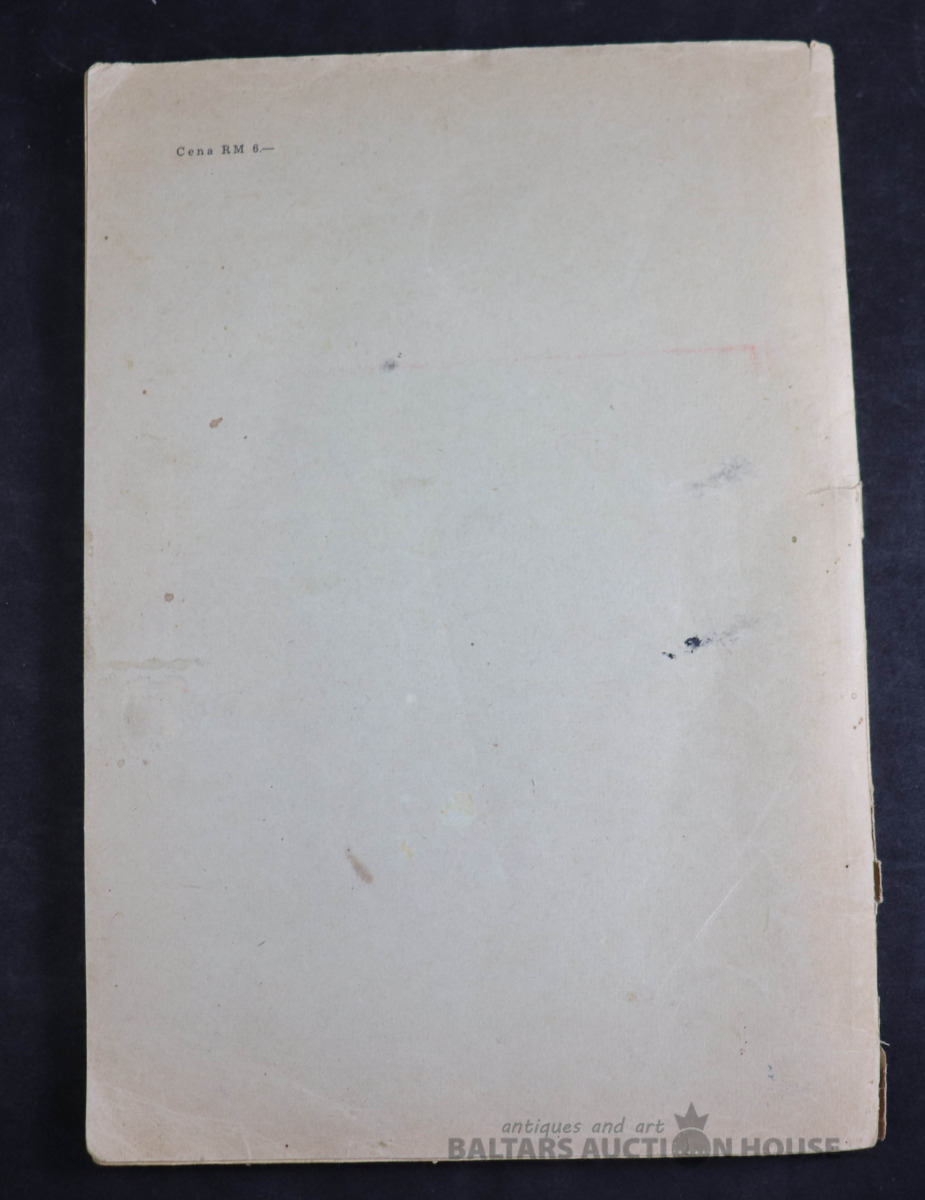 Cena RM 6.—
antiques and art
BALTARS AUCTION HOUSE